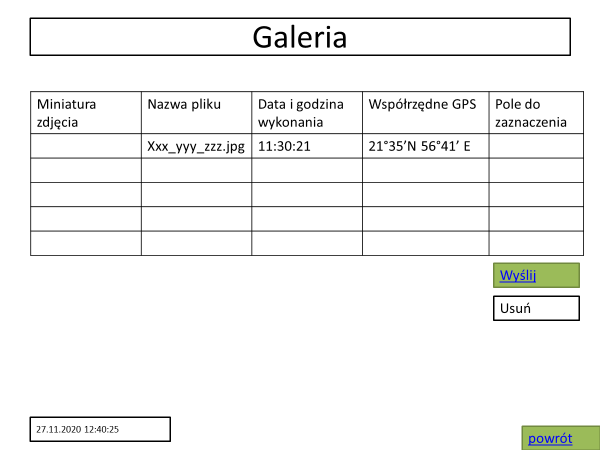 Galeria
Miniatura zdjęcia Nazwa pliku Data i godzina wykonania Współrzędne GPS Pole do zaznaczenia
Xxx_yyy_zzz.jpg 11:30:21 21°35’N 56°41’ E
Wyślij
Usuń
27.11.2020 12:40:25
powrót